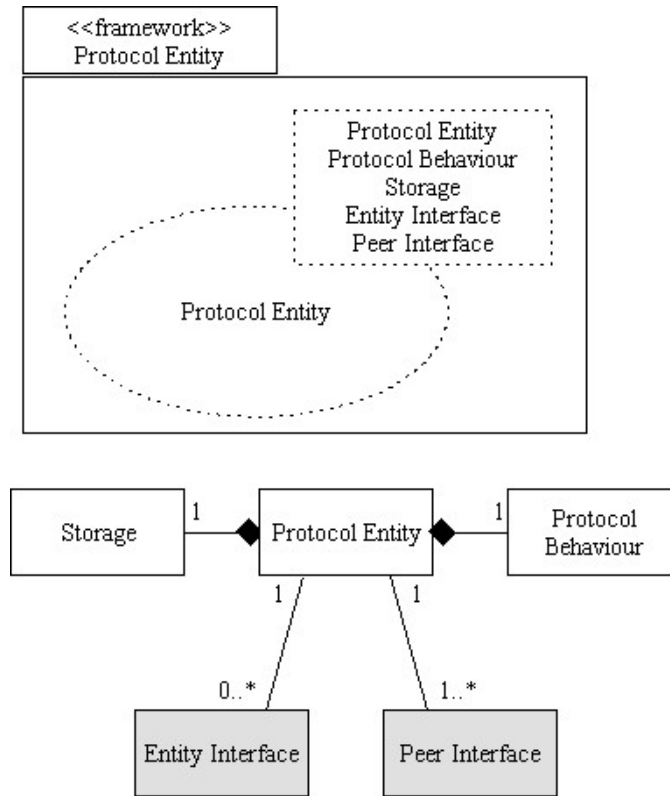 <<framework>>
Protocol Entity
Protocol Entity
Protocol Behaviour
Storage
Entity Interface
Peer Interface
Protocol Entity
Storage
1
Protocol Entity
1
Protocol
Behaviour
1
1
0..*
1..*
Entity Interface
Peer Interface